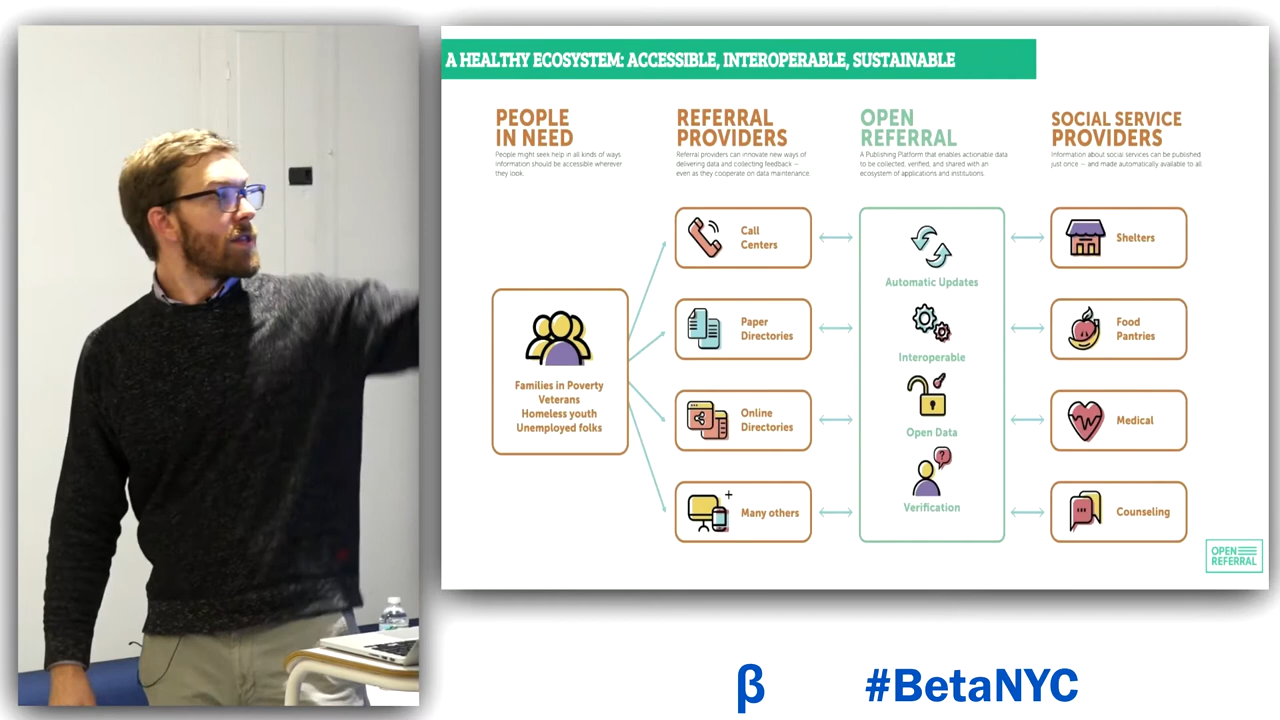 A HEALTHY ECOSYSTEM: ACCESSIBLE, INTEROPERABLE, SUSTAINABLE
PEOPLE
IN NEED
People might seek help in all kinds of ways
information should be accessible wherever
they look.
REFERRAL
PROVIDERS
Referral providers can innovate new ways of
delivering data and collecting feedback —
even as they cooperate on data maintenance.
OPEN
REFERRAL
A Publishing Platform that enables actionable data
to be collected, verified, and shared with an
ecosystem of applications and institutions.
SOCIAL SERVICE
PROVIDERS
Information about social services can be published
just once — and made automatically available to all
Families in Poverty
Veterans
Homeless youth
Unemployed folks
Call
Centers
Paper
Directories
Online
Directories
Many others
Automatic Updates
Interoperable
Open Data
Verification
Shelters
Food
Pantries
Medical
Counseling
OPEN
REFERRAL
β #BetaNYC